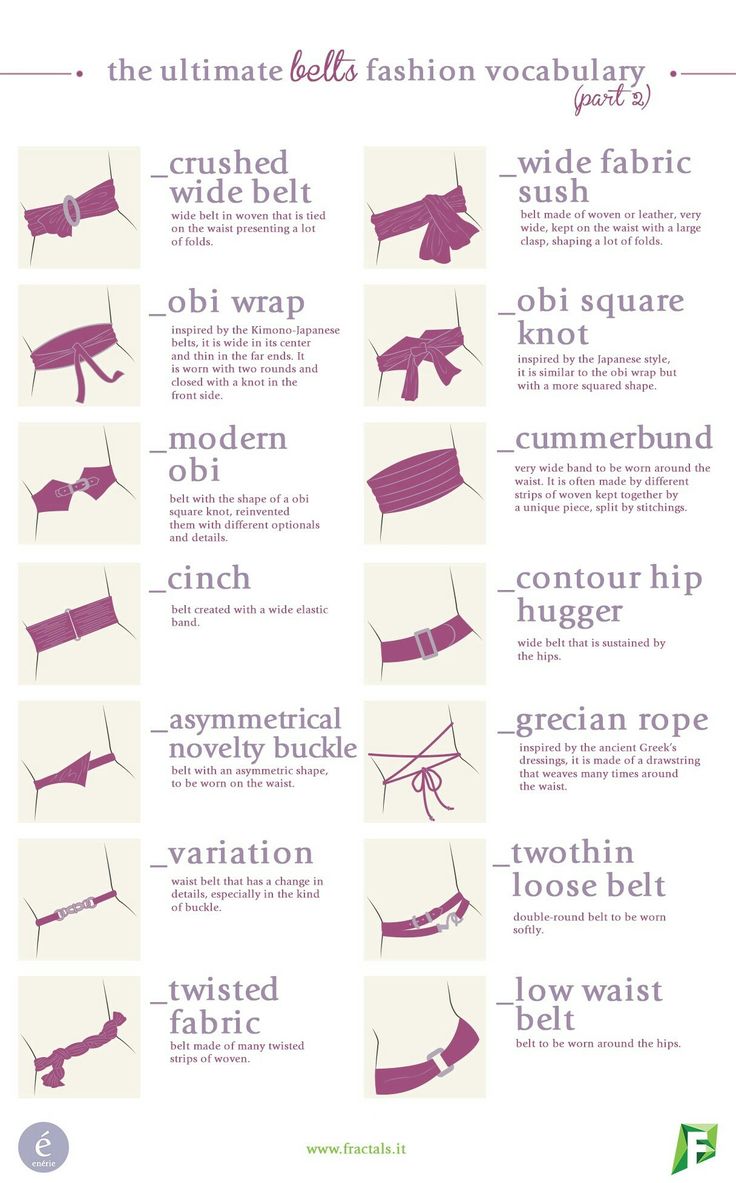 the ultimate belts fashion vocabulary
(part 2)
_crushed
wide belt
wide belt in woven that is tied
on the waist presenting a lot
of folds.
_wide fabric
sush
belt made of woven or leather, very
wide, kept on the waist with a large
clasp, shaping a lot of folds.
_obi wrap
inspired by the Kimono-Japanese
belts, it is wide in its center
and thin in the far ends. It
is worn with two rounds and
closed with a knot in the
front side.
_obi square
knot
inspired by the Japanese style,
it is similar to the obi wrap but
with a more squared shape.
_modern
obi
belt with the shape of a obi
square knot, reinvented
them with different optionals
and details.
_cummerbund
very wide band to be worn around the
waist. It is often made by different
strips of woven kept together by
a unique piece, split by stitchings.
_cinch
belt created with a wide elastic
band.
_contour hip
hugger
wide belt that is sustained by
the hips.
_asymmetrical
novelty buckle
belt with an asymmetric shape,
to be worn on the waist.
_grecian rope
inspired by the ancient Greek's
dressings, it is made of a drawstring
that weaves many times around
the waist.
_variation
waist belt that has a change in
details, especially in the kind
of buckle.
_twothin
loose belt
double-round belt to be worn
softly.
_twisted
fabric
belt made of many twisted
strips of woven.
_low waist
belt
belt to be worn around the hips.
é
enérie
www.fractals.it
F